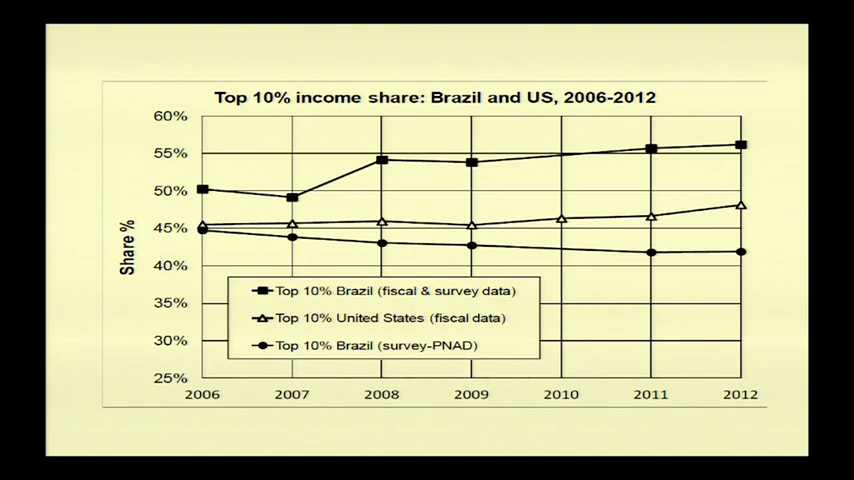 Top 10% income share: Brazil and US, 2006-2012
60%
55%
50%
45%
40%
35%
30%
25%
Share %
Top 10% Brazil (fiscal & survey data)
Top 10% United States (fiscal data)
Top 10% Brazil (survey-PNAD)
2006 2007 2008 2009 2010 2011 2012